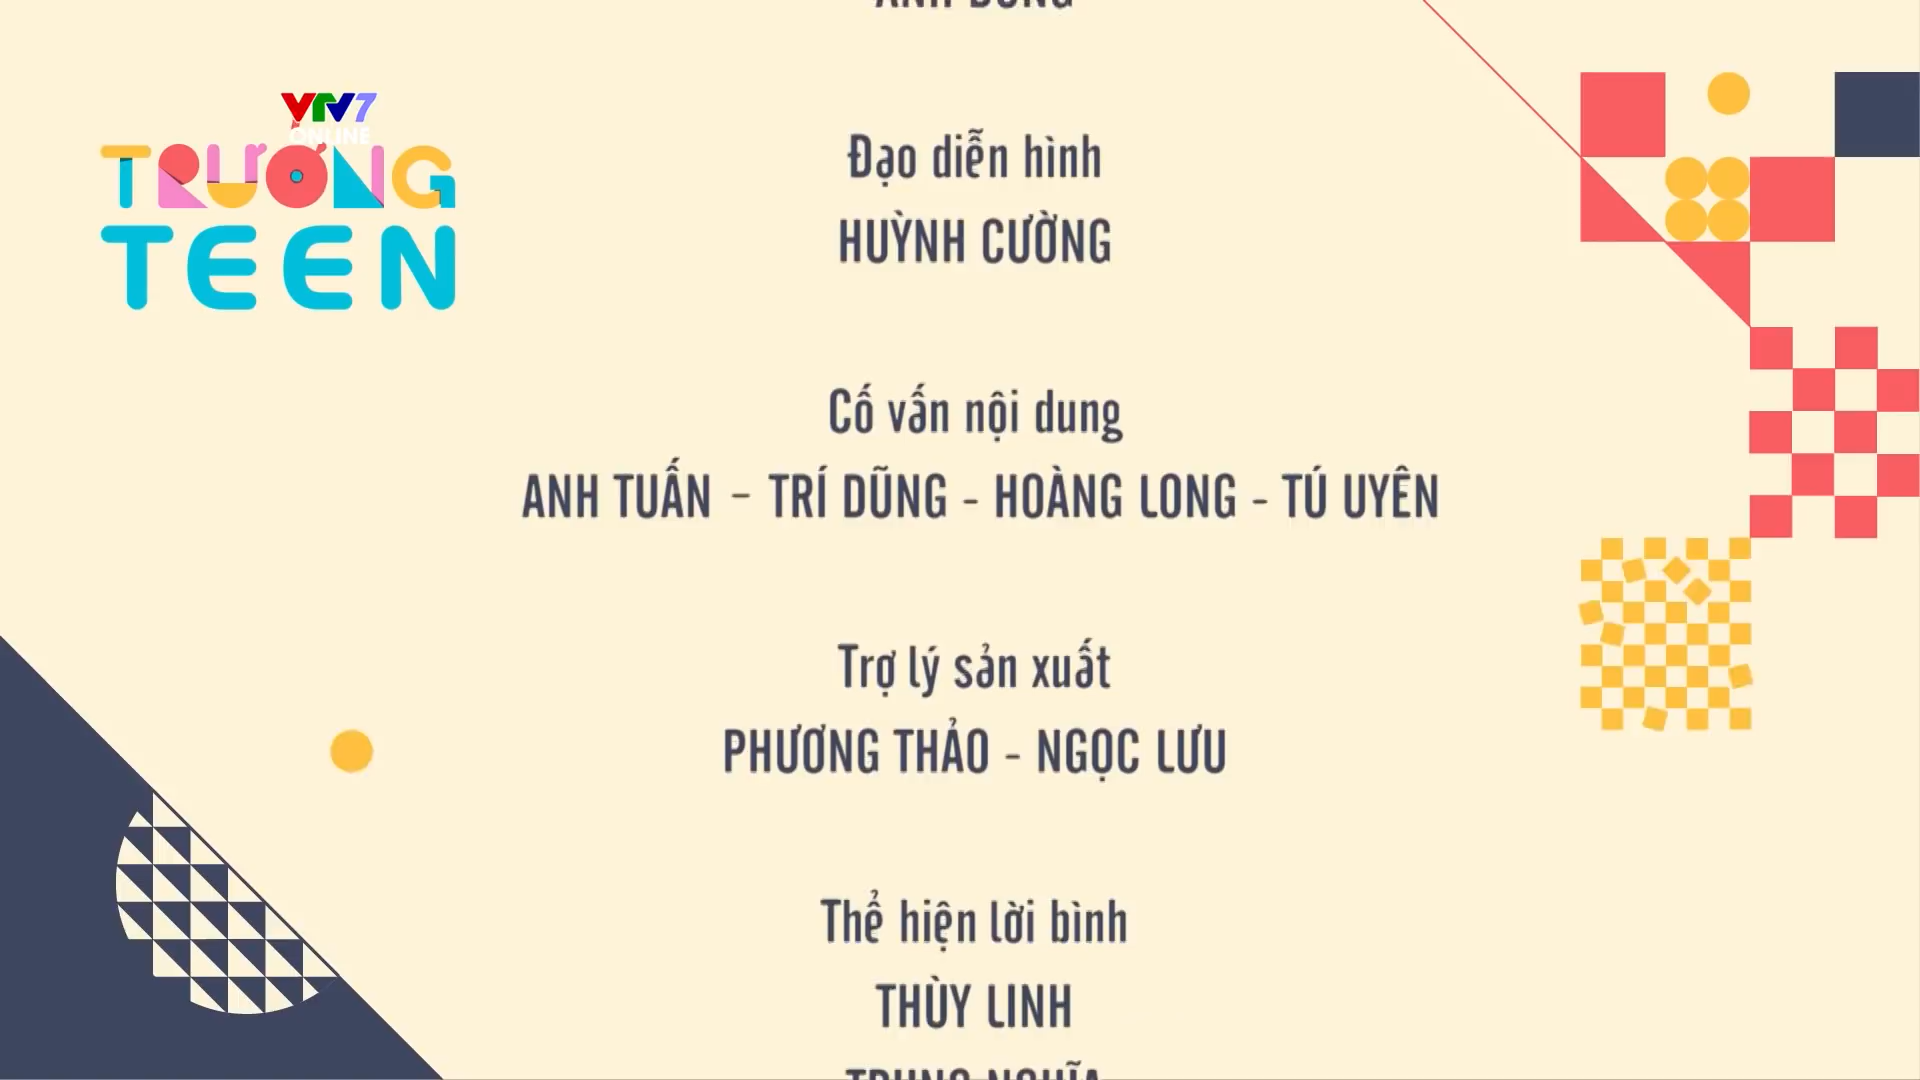 VTV7
ONLINE
TRƯỜNG
TEEN
Đạo diễn hình
HUỲNH CƯỜNG
Cố vấn nội dung
ANH TUẤN - TRÍ DŨNG - HOÀNG LONG - TÚ UYÊN
Trợ lý sản xuất
PHƯƠNG THẢO - NGỌC LƯU
Thể hiện lời bình
THÙY LINH